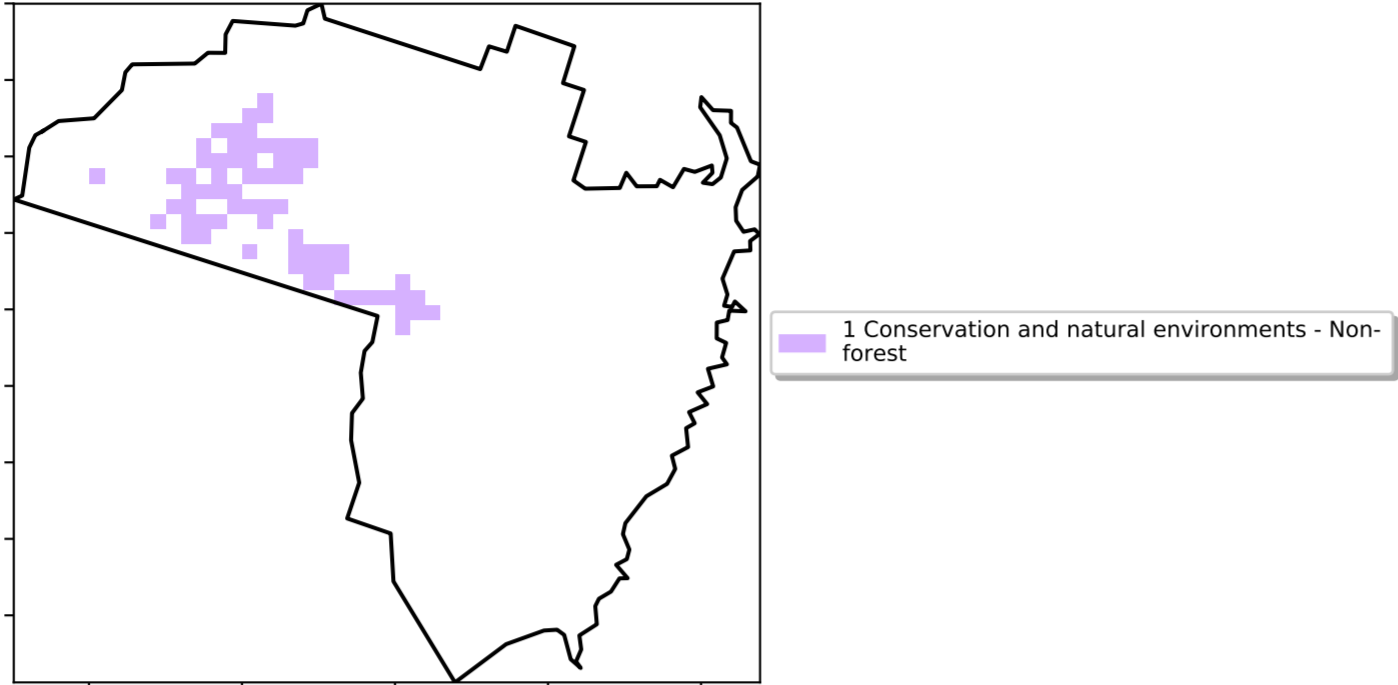 1 Conservation and natural environments - Non-
forest